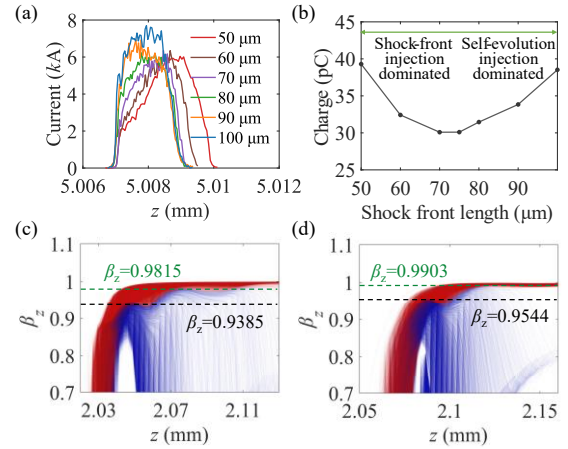 (a)
Current (kA)
8
6
4
2
0
50 μm
60 μm
70 μm
80 μm
90 μm
100 μm
5.006
5.008
5.01
5.012
z (mm)
(b)
Charge (pC)
45
40
35
30
25
Shock-front
injection
dominated
Self-evolution
injection
dominated
50
60
70
80
90
Shock front length (μm)
(c)
β_z
1.1
1
0.9
0.8
0.7
β_z=0.9815
β_z=0.9385
2.03
2.07
2.11
z (mm)
(d)
1.1
1
0.9
0.8
0.7
β_z=0.9903
β_z=0.9544
2.05
2.1
2.15
z (mm)